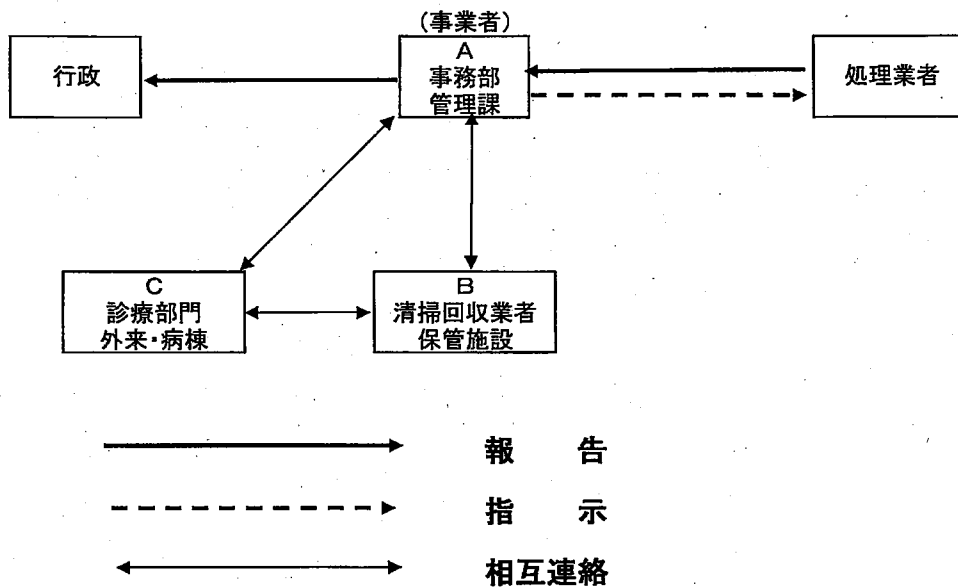 (事業者)
行政
A
事務部
管理課
処理業者
C
診療部門
外来・病棟
B
清掃回収業者
保管施設
報 告
指 示
相互連絡